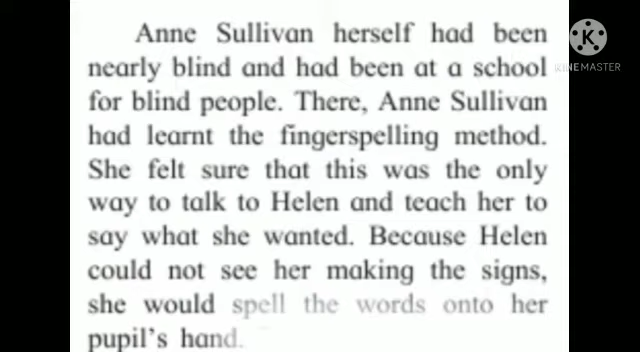 Anne Sullivan herself had been
nearly blind and had been at a school
for blind people. There, Anne Sullivan
had learnt the fingerspelling method.
She felt sure that this was the only
way to talk to Helen and teach her to
say what she wanted. Because Helen
could not see her making the signs,
she would spell the words onto her
pupil's hand.
K
KINEMASTER